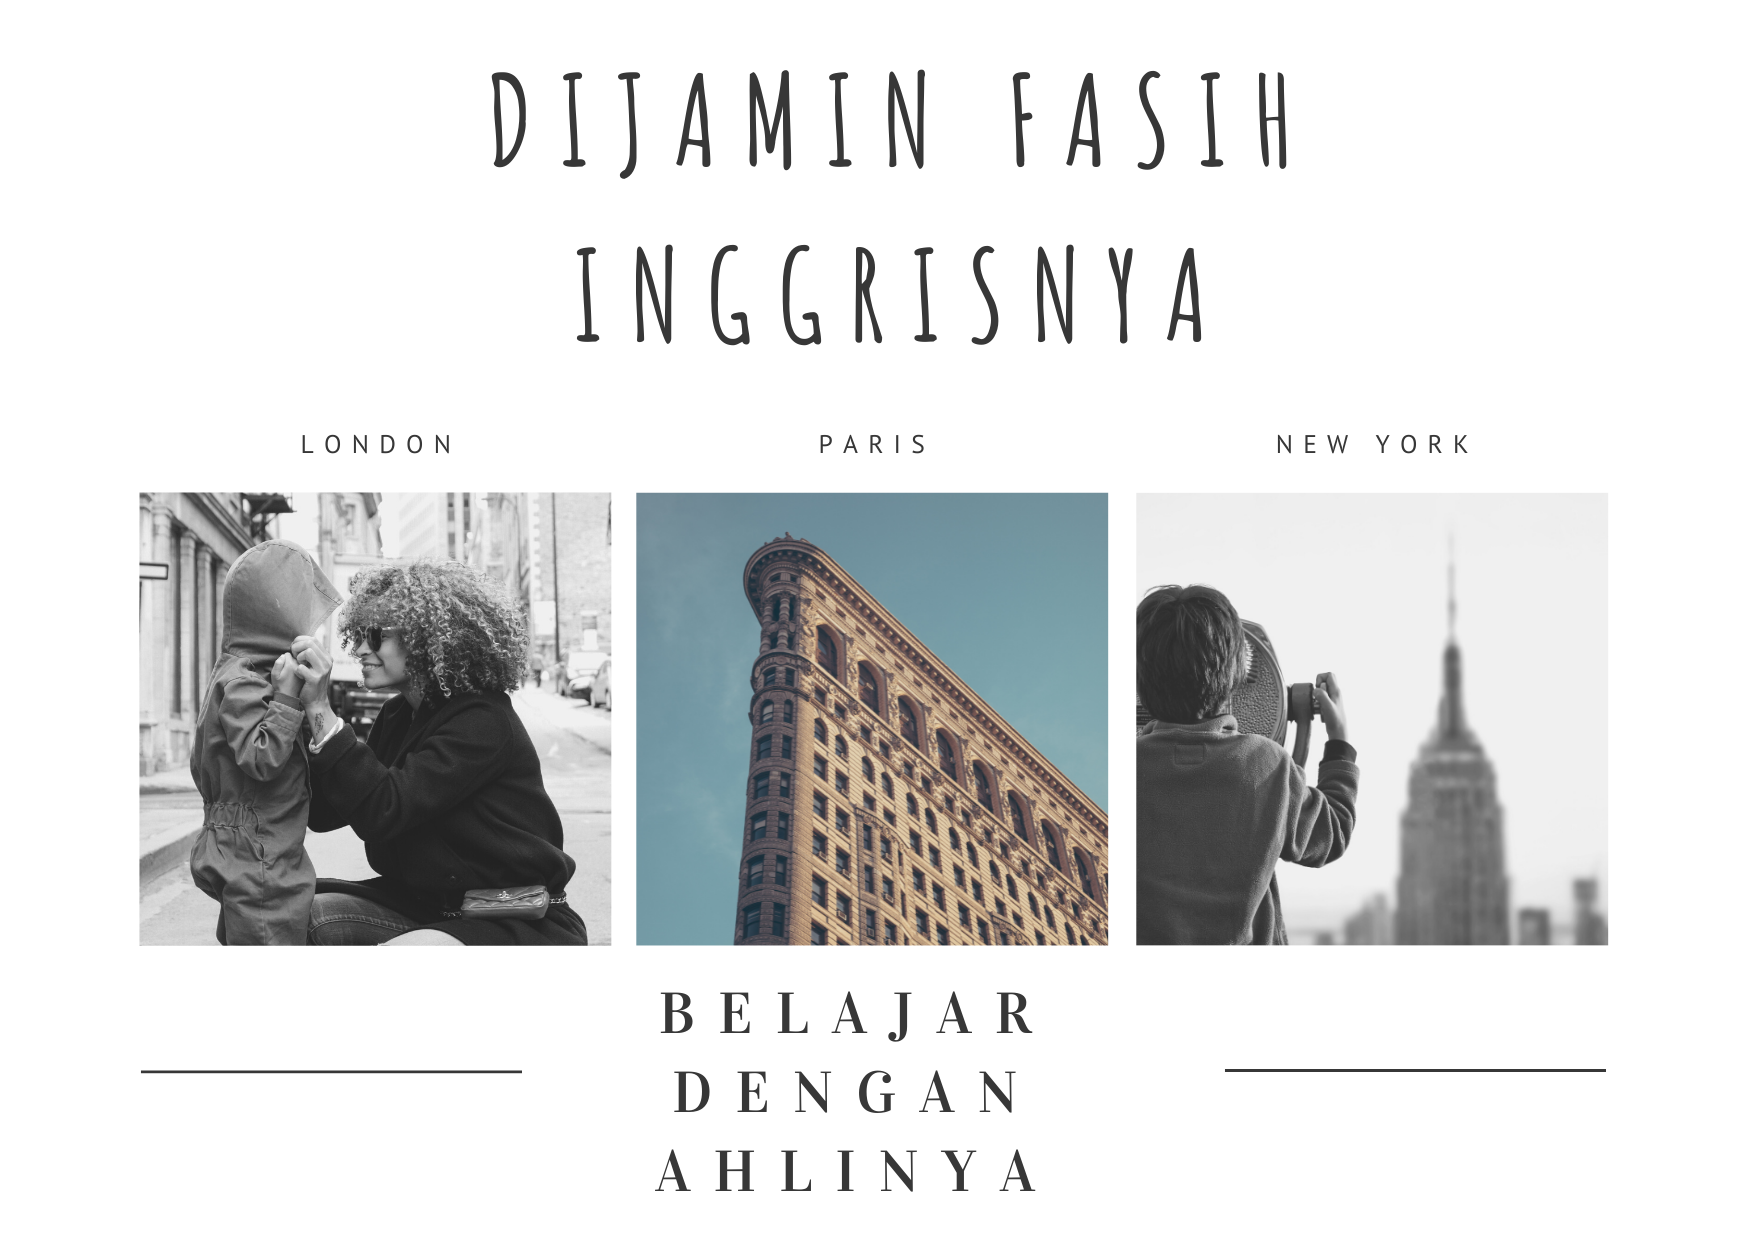 DIJAMIN FASIH
INGGRISNYA
LONDON
PARIS
NEW YORK
BELAJAR
DENGAN
AHLINYA